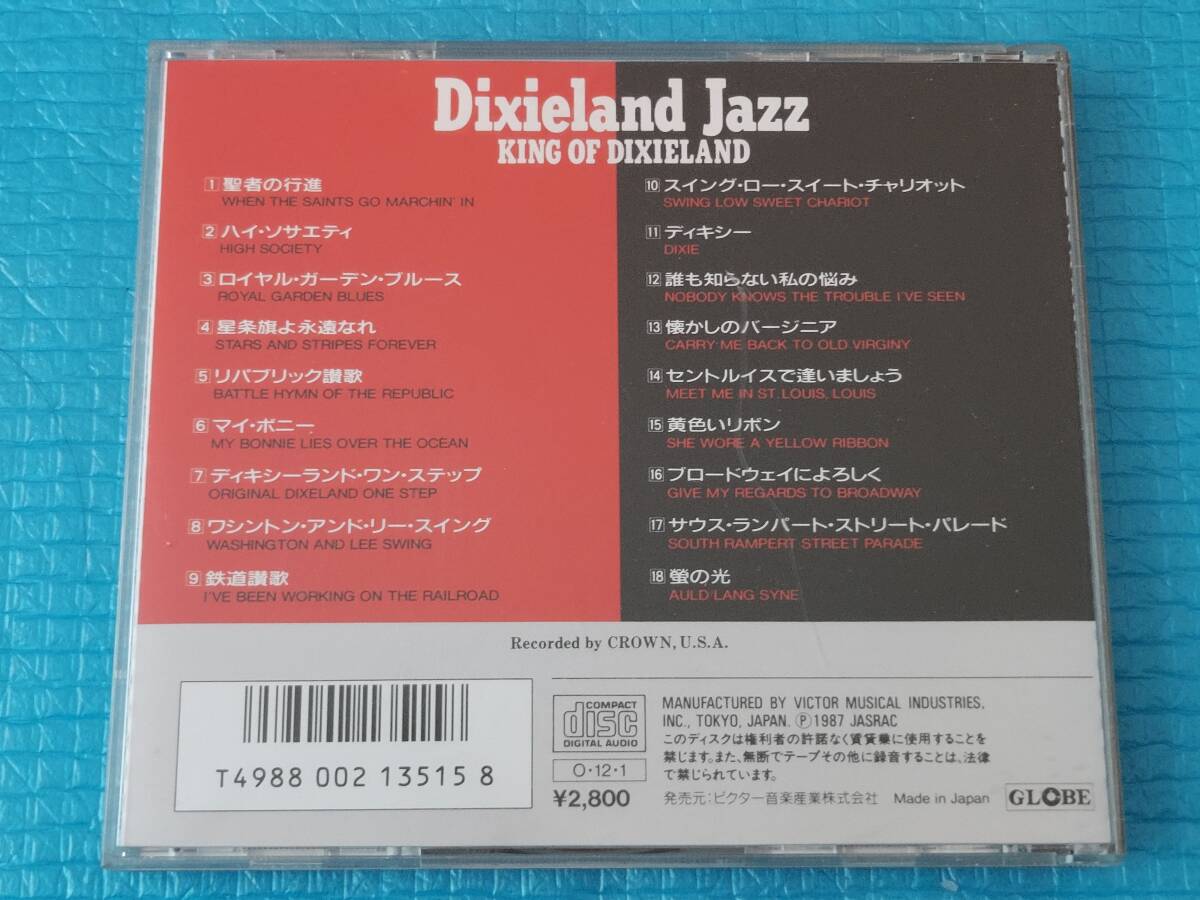 Dixieland Jazz
KING OF DIXIELAND
1 聖者の行進
WHEN THE SAINTS GO MARCHIN' IN
2 ハイ・ソサエティ
HIGH SOCIETY
3 ロイヤル・ガーデン・ブルース
ROYAL GARDEN BLUES
4 星条旗よ永遠なれ
STARS AND STRIPES FOREVER
5 リパブリック讃歌
BATTLE HYMN OF THE REPUBLIC
6 マイ・ボニー
MY BONNIE LIES OVER THE OCEAN
7 ディキシーランド・ワン・ステップ
ORIGINAL DIXELAND ONE STEP
8 ワシントン・アンド・リー・スイング
WASHINGTON AND LEE SWING
9 鉄道讃歌
I'VE BEEN WORKING ON THE RAILROAD
10 スイング・ロー・スイート・チャリオット
SWING LOW SWEET CHARIOT
11 ディキシー
DIXIE
12 誰も知らない私の悩み
NOBODY KNOWS THE TROUBLE I'VE SEEN
13 懐かしのバージニア
CARRY ME BACK TO OLD VIRGINY
14 セントルイスで逢いましょう
MEET ME IN ST. LOUIS, LOUIS
15 黄色いリボン
SHE WORE A YELLOW RIBBON
16 ブロードウェイによろしく
GIVE MY REGARDS TO BROADWAY
17 サウス・ランパート・ストリート・パレード
SOUTH RAMPERT STREET PARADE
18 螢の光
AULD LANG SYNE
Recorded by CROWN, U.S.A.
T4988 002 13515 8
COMPACT
disc
DIGITAL AUDIO
O・12・1
¥2,800
MANUFACTURED BY VICTOR MUSICAL INDUSTRIES,
INC., TOKYO, JAPAN. Ⓟ 1987 JASRAC
このディスクは権利者の許諾なく賃貸業に使用することを
禁じます。また、無断でテープその他に録音することは、法律
で禁じられています。
発売元:ビクター音楽産業株式会社 Made in Japan
GLOBE